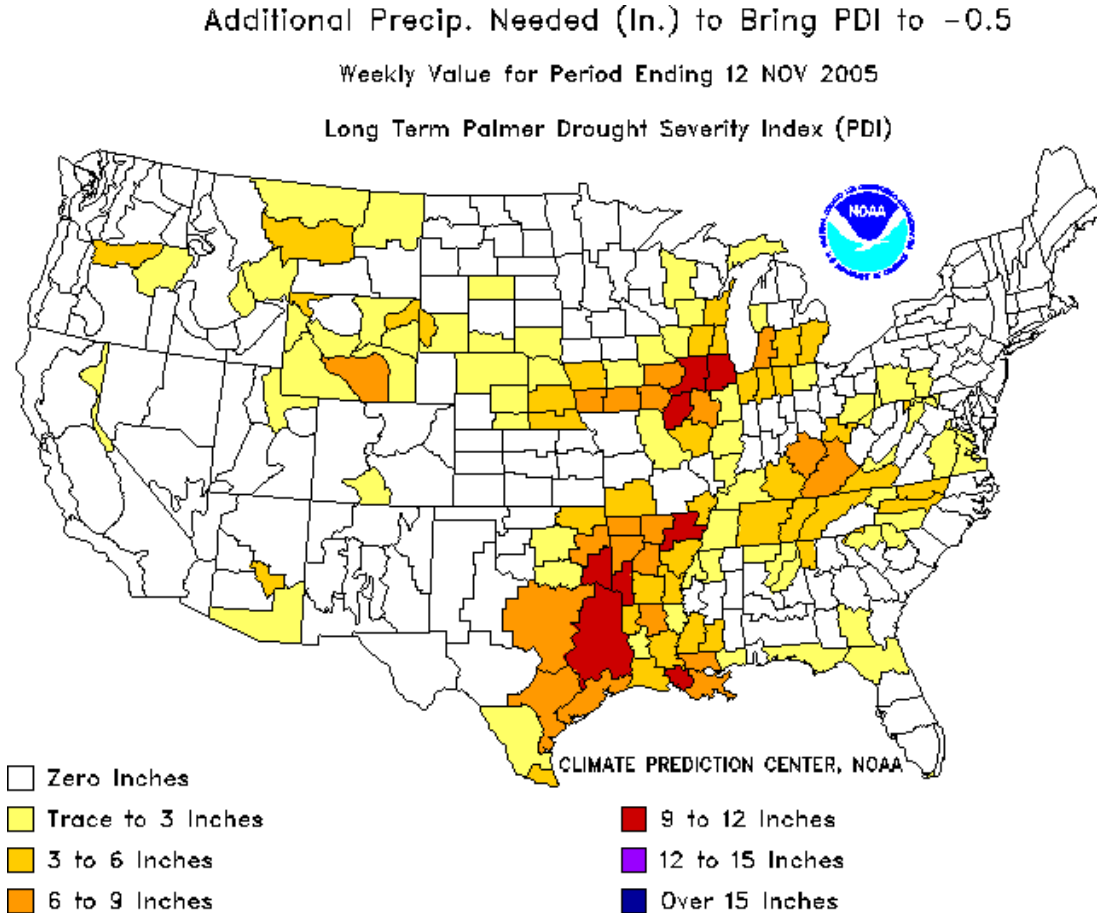 Additional Precip. Needed (In.) to Bring PDI to -0.5
Weekly Value for Period Ending 12 NOV 2005
Long Term Palmer Drought Severity Index (PDI)
NOAA
CLIMATE PREDICTION CENTER, NOAA
Zero Inches
Trace to 3 Inches
3 to 6 Inches
6 to 9 Inches
9 to 12 Inches
12 to 15 Inches
Over 15 Inches